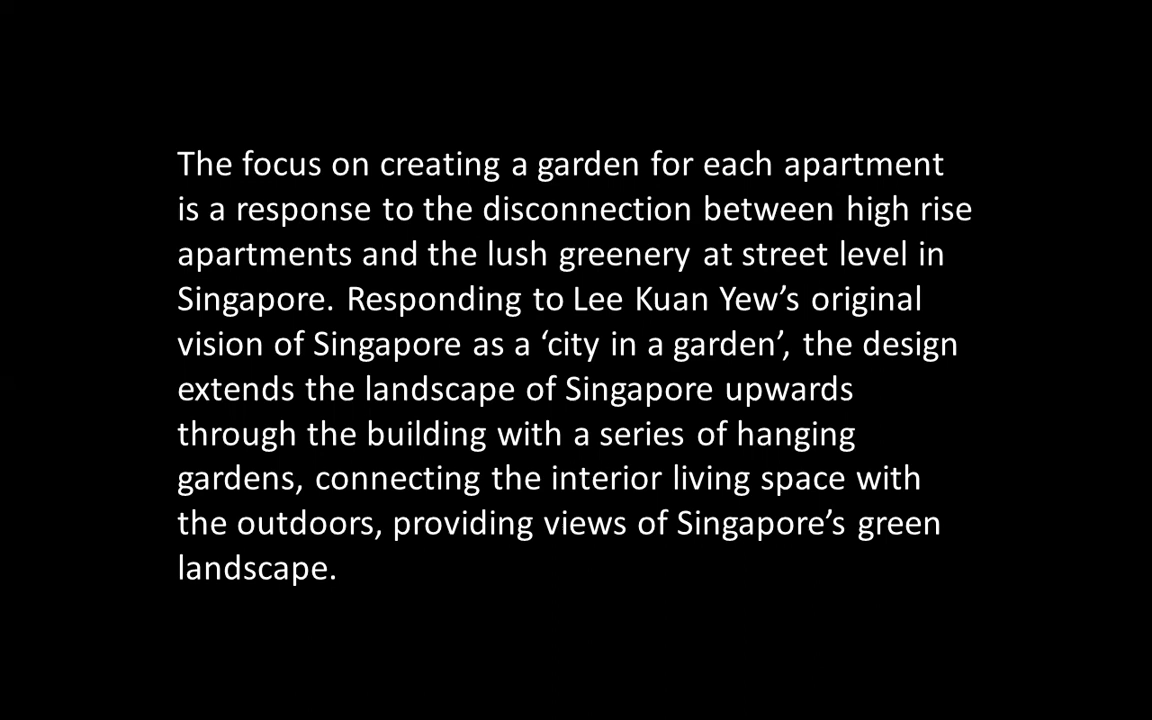 The focus on creating a garden for each apartment
is a response to the disconnection between high rise
apartments and the lush greenery at street level in
Singapore. Responding to Lee Kuan Yew’s original
vision of Singapore as a ‘city in a garden’, the design
extends the landscape of Singapore upwards
through the building with a series of hanging
gardens, connecting the interior living space with
the outdoors, providing views of Singapore’s green
landscape.